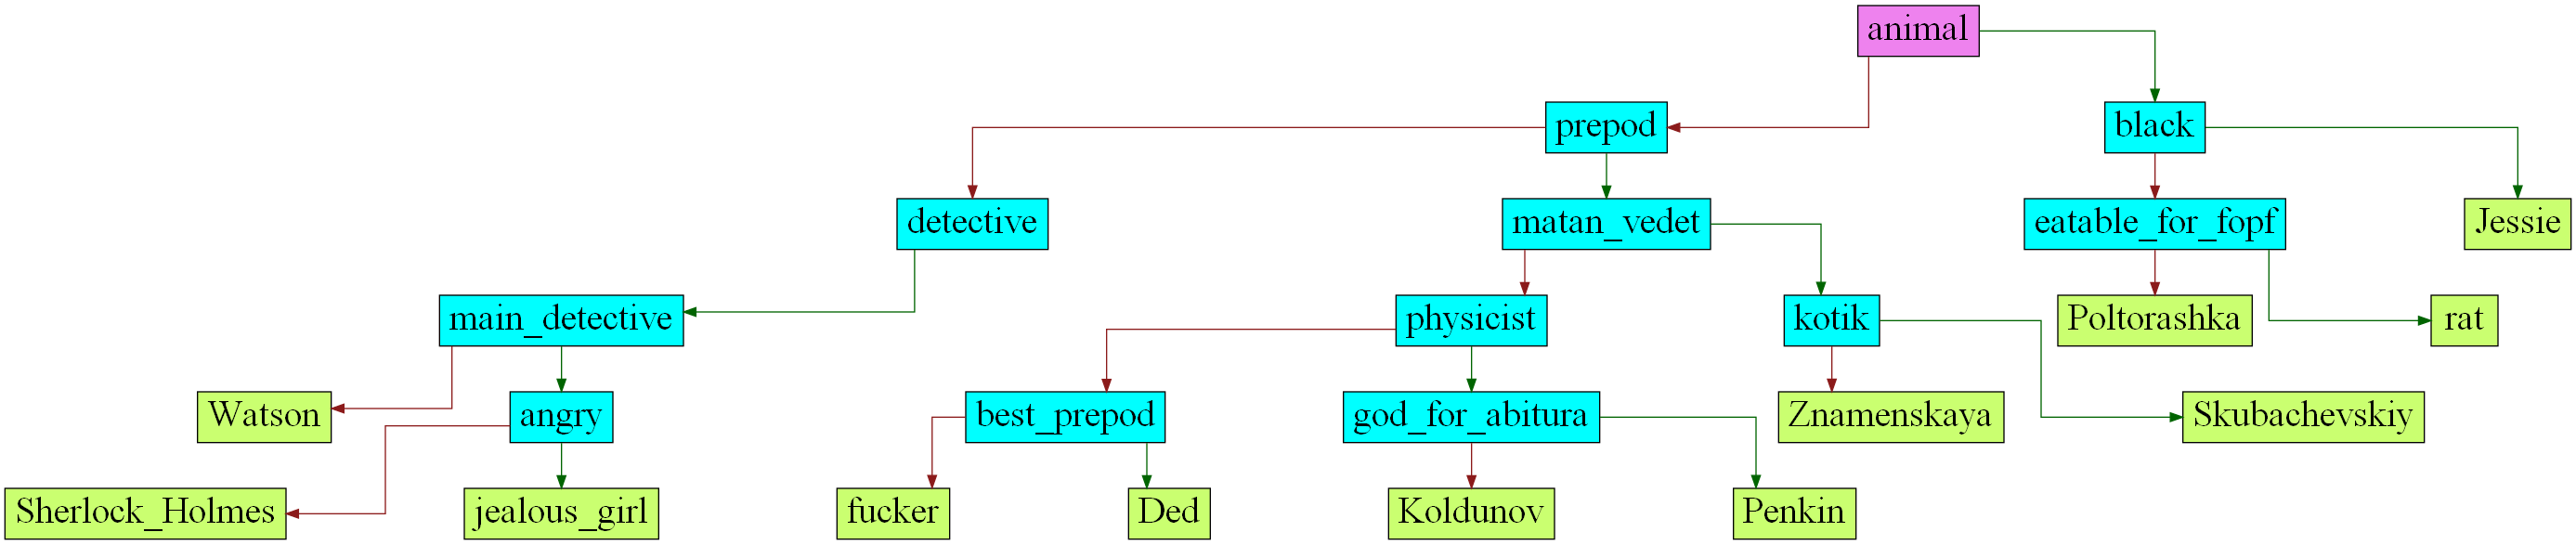 animal
prepod
black
detective
matan_vedet
eatable_for_fopf
Jessie
main_detective
physicist
kotik
Poltorashka
rat
Watson
angry
best_prepod
god_for_abitura
Znamenskaya
Skubachevskiy
Sherlock_Holmes
jealous_girl
fucker
Ded
Koldunov
Penkin